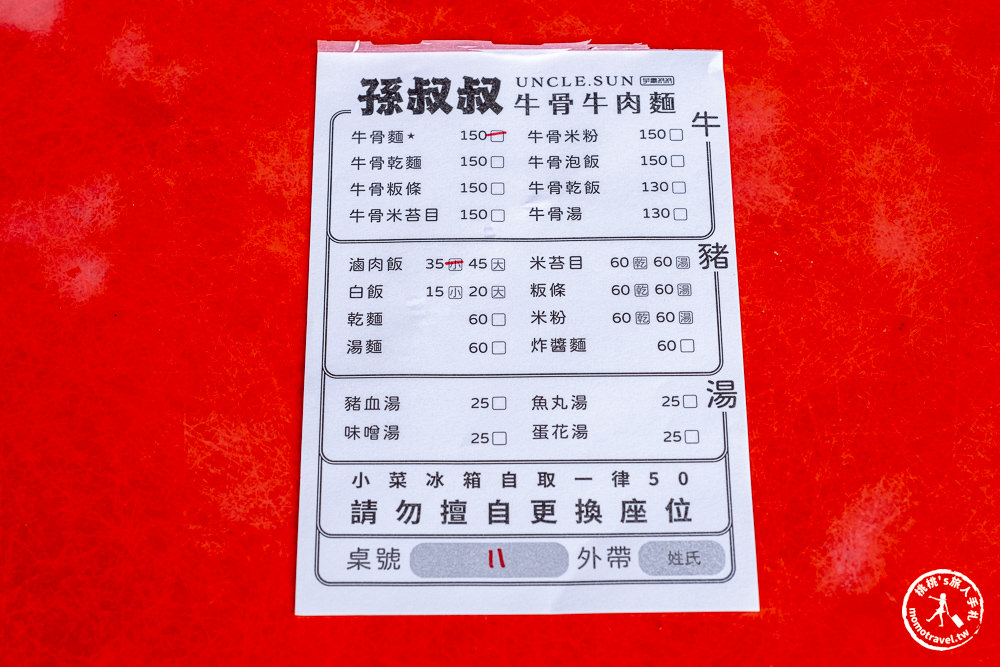 孫叔叔 UNCLE.SUN
牛骨牛肉麵
牛
牛骨麵★ 150 牛骨米粉 150
牛骨乾麵 150 牛骨泡飯 150
牛骨粄條 150 牛骨乾飯 130
牛骨米苔目 150 牛骨湯 130
豬
滷肉飯 35 小 45 大 米苔目 60 乾 60 湯
白飯 15 小 20 大 粄條 60 乾 60 湯
乾麵 60 米粉 60 乾 60 湯
湯麵 60 炸醬麵 60
湯
豬血湯 25 魚丸湯 25
味噌湯 25 蛋花湯 25
小菜冰箱自取一律50
請勿擅自更換座位
桌號 11 外帶 姓氏
桃桃's旅人手札
momotravel.tw